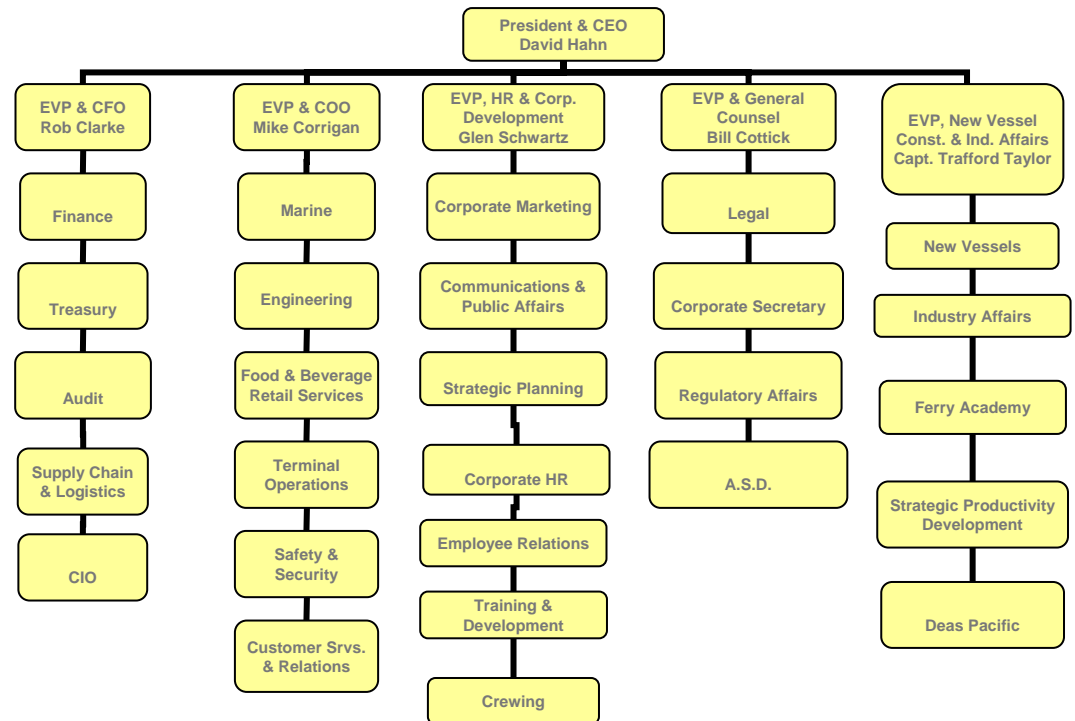 President & CEO
David Hahn
EVP & CFO
Rob Clarke
Finance
Treasury
Audit
Supply Chain
& Logistics
CIO
EVP & COO
Mike Corrigan
Marine
Engineering
Food & Beverage
Retail Services
Terminal
Operations
Safety &
Security
Customer Srvs.
& Relations
EVP, HR & Corp.
Development
Glen Schwartz
Corporate Marketing
Communications &
Public Affairs
Strategic Planning
Corporate HR
Employee Relations
Training &
Development
Crewing
EVP & General
Counsel
Bill Cottick
Legal
Corporate Secretary
Regulatory Affairs
A.S.D.
EVP, New Vessel
Const. & Ind. Affairs
Capt. Trafford Taylor
New Vessels
Industry Affairs
Ferry Academy
Strategic Productivity
Development
Deas Pacific